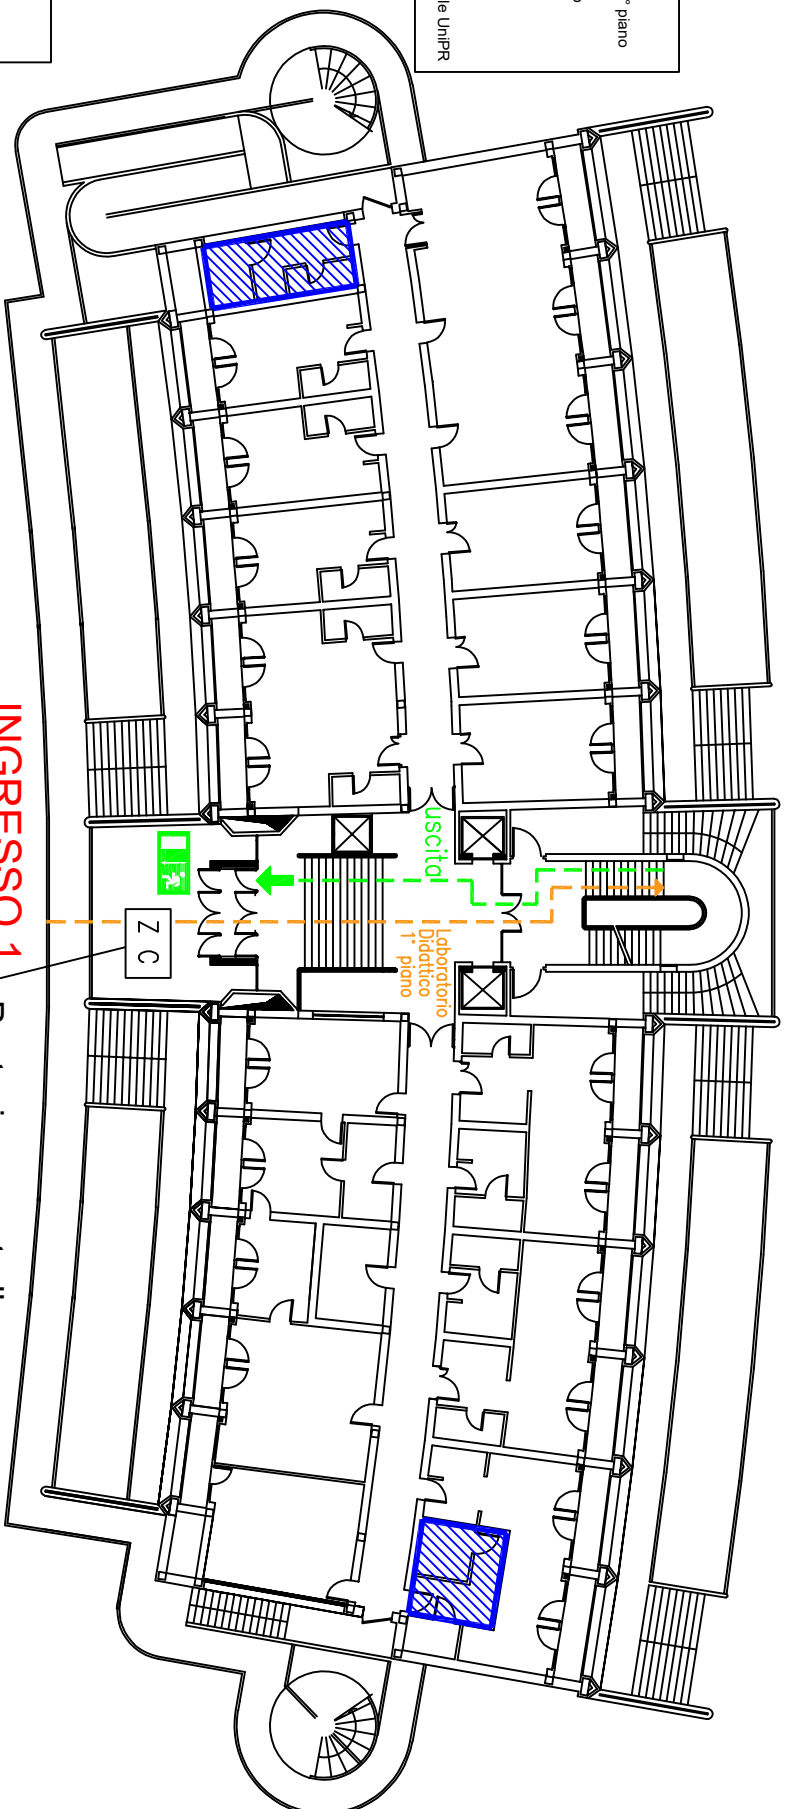 ° piano
le UniPR
uscita
Laboratorio
Didattico
1° piano
Z C
INGRESSO 1